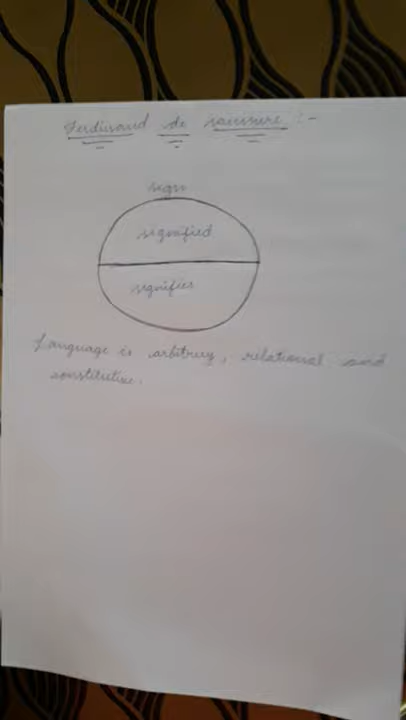 Ferdinand de saussure :-
sign
signified
signifier
Language is arbitrary, relational and
constitutive.